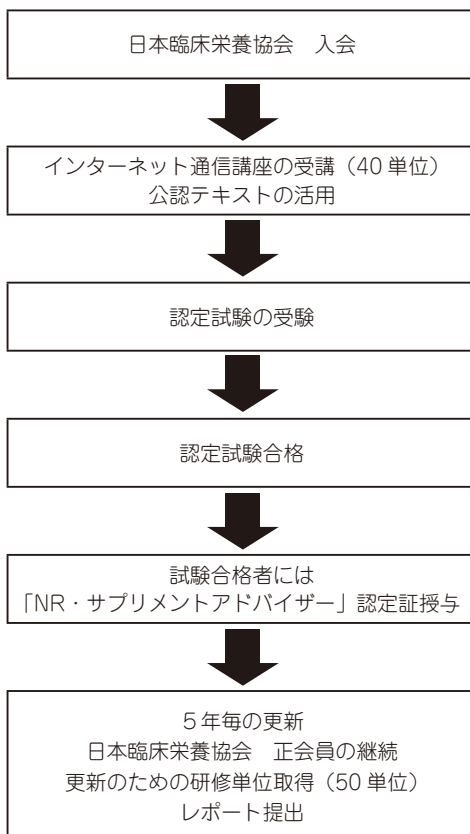 日本臨床栄養協会　入会
インターネット通信講座の受講（40 単位）
公認テキストの活用
認定試験の受験
認定試験合格
試験合格者には
「NR・サプリメントアドバイザー」認定証授与
５年毎の更新
日本臨床栄養協会　正会員の継続
更新のための研修単位取得（50 単位）
レポート提出